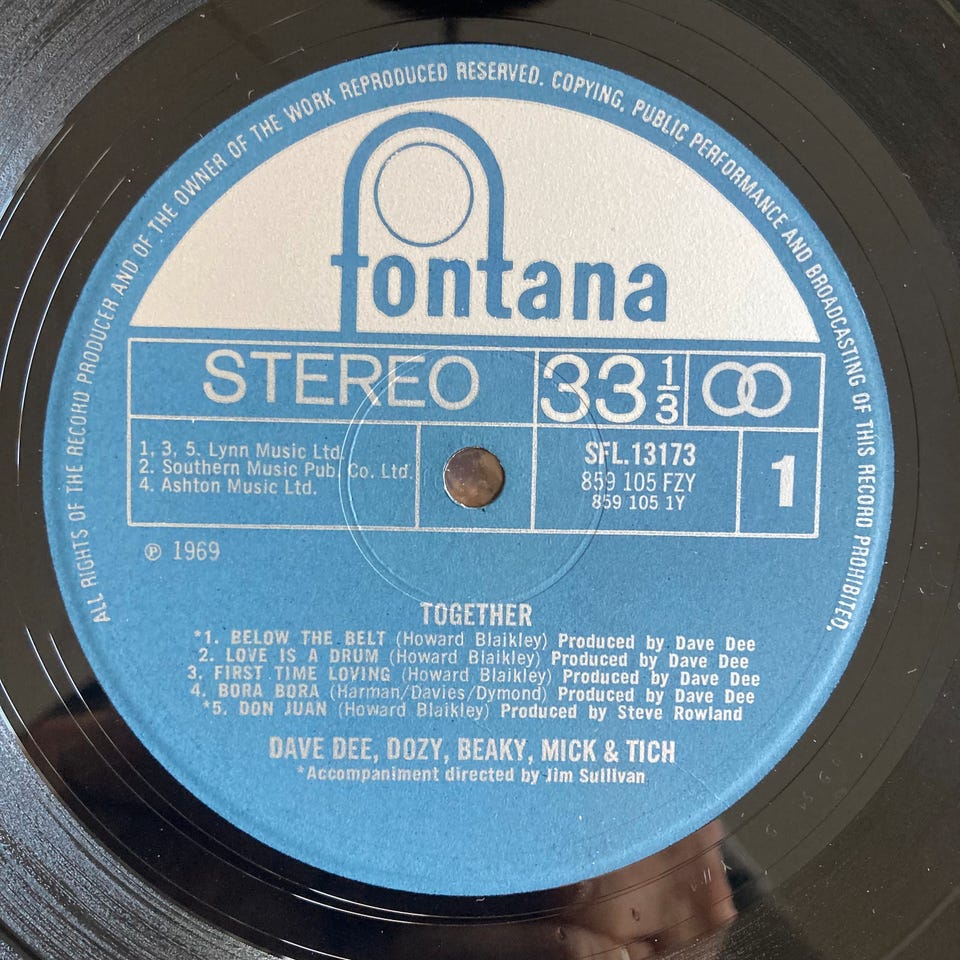 ALL RIGHTS OF THE RECORD PRODUCER AND OF THE OWNER OF THE WORK REPRODUCED RESERVED. COPYING, PUBLIC PERFORMANCE AND BROADCASTING OF THIS RECORD PROHIBITED.
fontana
STEREO 33 1/3
1, 3, 5. Lynn Music Ltd.
2. Southern Music Pub. Co. Ltd.
4. Ashton Music Ltd.
SFL.13173
859 105 FZY
859 105 1Y
1
℗ 1969
TOGETHER
*1. BELOW THE BELT (Howard Blaikley) Produced by Dave Dee
2. LOVE IS A DRUM (Howard Blaikley) Produced by Dave Dee
3. FIRST TIME LOVING (Howard Blaikley) Produced by Dave Dee
4. BORA BORA (Harman/Davies/Dymond) Produced by Dave Dee
*5. DON JUAN (Howard Blaikley) Produced by Steve Rowland
DAVE DEE, DOZY, BEAKY, MICK & TICH
*Accompaniment directed by Jim Sullivan